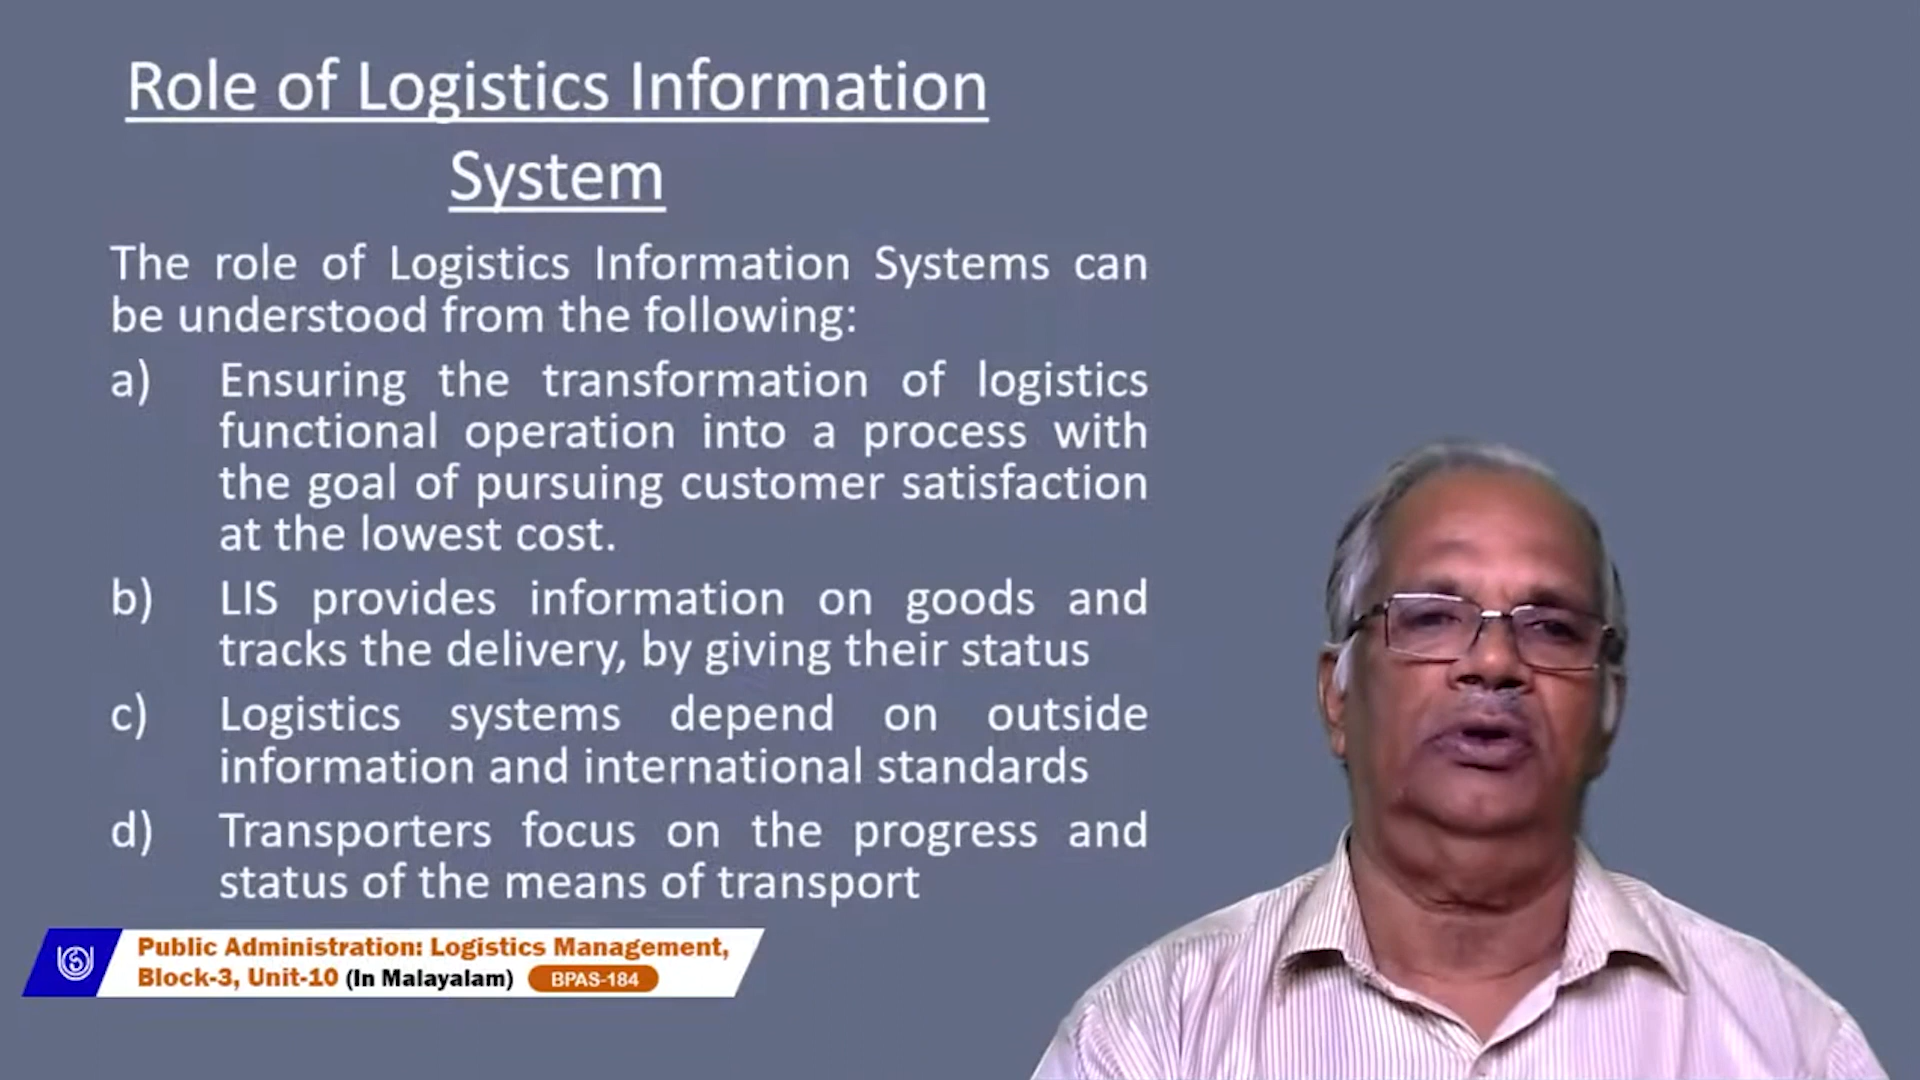 Role of Logistics Information
System
The role of Logistics Information Systems can
be understood from the following:
a) Ensuring the transformation of logistics
functional operation into a process with
the goal of pursuing customer satisfaction
at the lowest cost.
b) LIS provides information on goods and
tracks the delivery, by giving their status
c) Logistics systems depend on outside
information and international standards
d) Transporters focus on the progress and
status of the means of transport
Public Administration: Logistics Management,
Block-3, Unit-10 (In Malayalam) BPAS-184